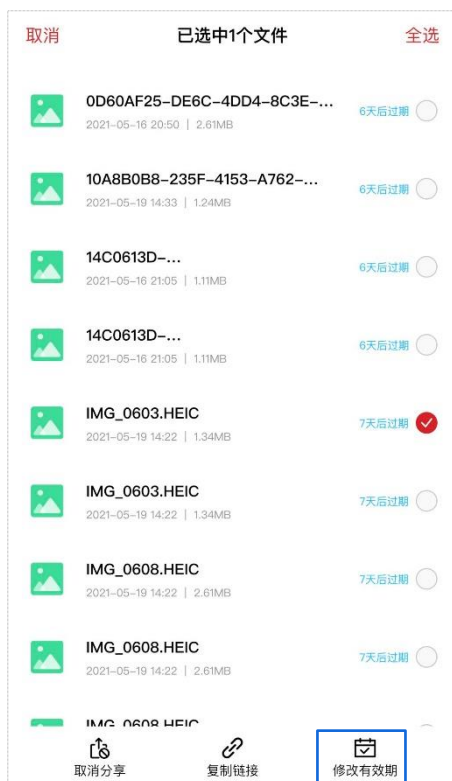 取消 已选中1个文件 全选
0D60AF25-DE6C-4DD4-8C3E-...
2021-05-16 20:50 | 2.61MB
6天后过期
10A8B0B8-235F-4153-A762-...
2021-05-19 14:33 | 1.24MB
6天后过期
14C0613D-...
2021-05-16 21:05 | 1.11MB
6天后过期
14C0613D-...
2021-05-16 21:05 | 1.11MB
6天后过期
IMG_0603.HEIC
2021-05-19 14:22 | 1.34MB
7天后过期
IMG_0603.HEIC
2021-05-19 14:22 | 1.34MB
7天后过期
IMG_0608.HEIC
2021-05-19 14:22 | 2.61MB
7天后过期
IMG_0608.HEIC
2021-05-19 14:22 | 2.61MB
7天后过期
IMG_0608.HEIC
取消分享 复制链接 修改有效期